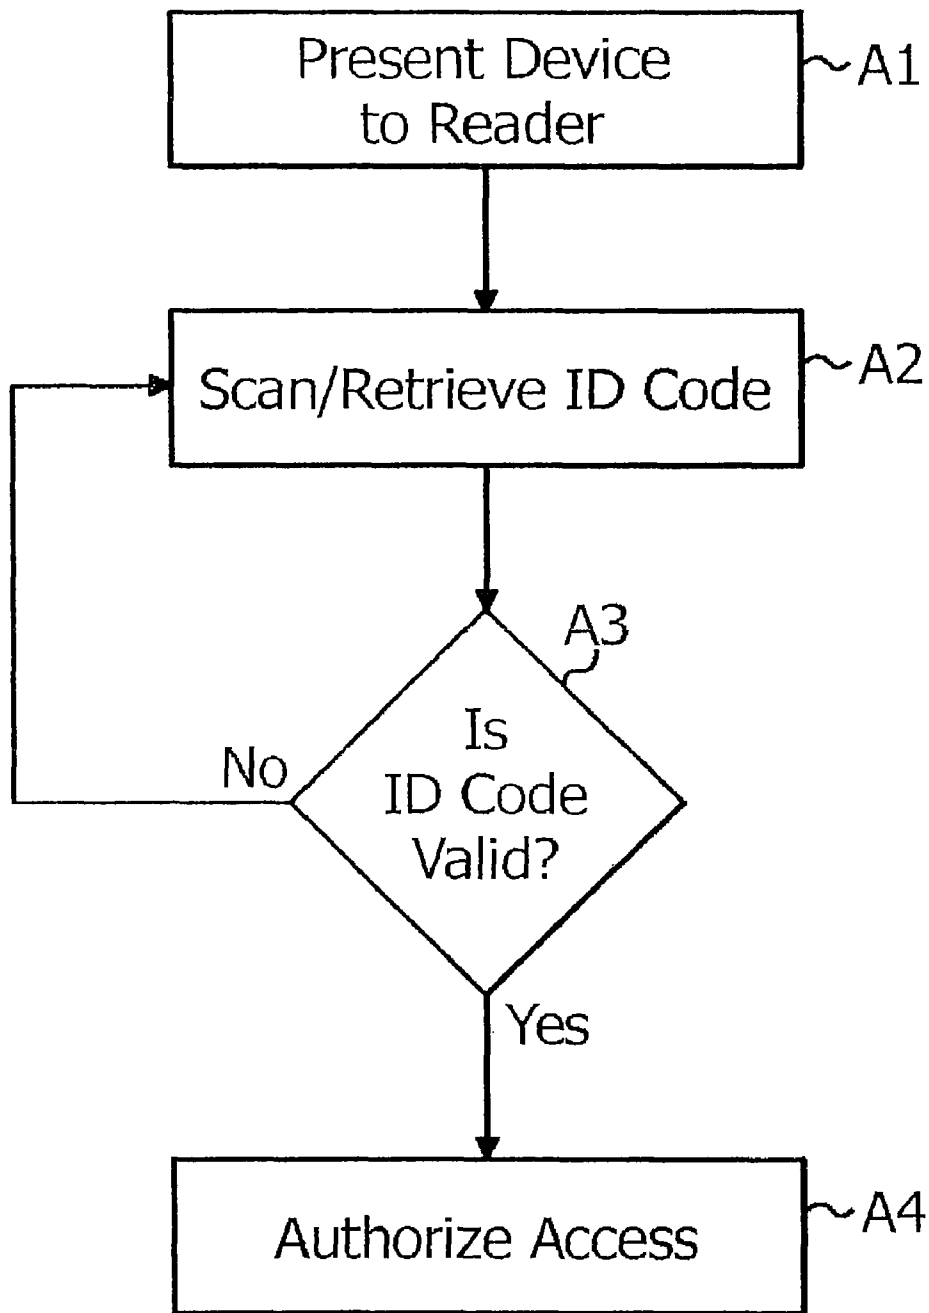 Present Device
to Reader
A1
Scan/Retrieve ID Code
A2
A3
Is
ID Code
Valid?
No
Yes
Authorize Access
A4